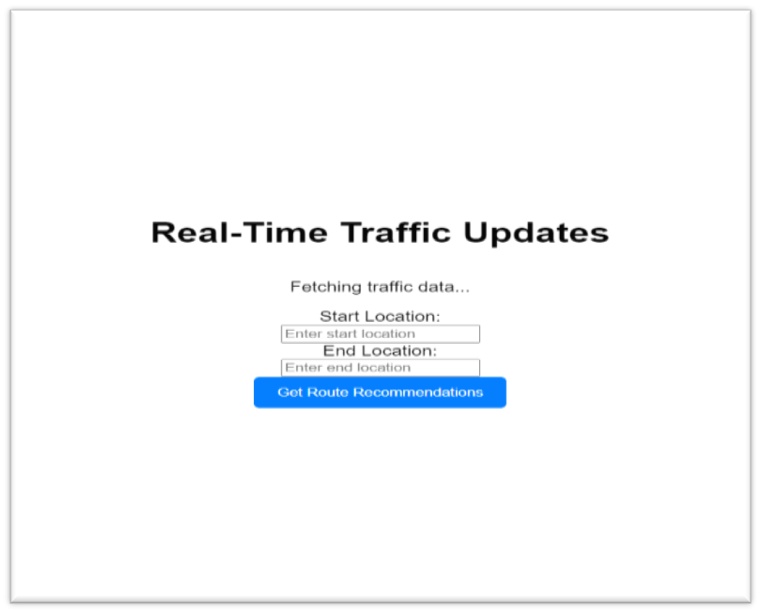 Real-Time Traffic Updates
Fetching traffic data...
Start Location:
Enter start location
End Location:
Enter end location
Get Route Recommendations